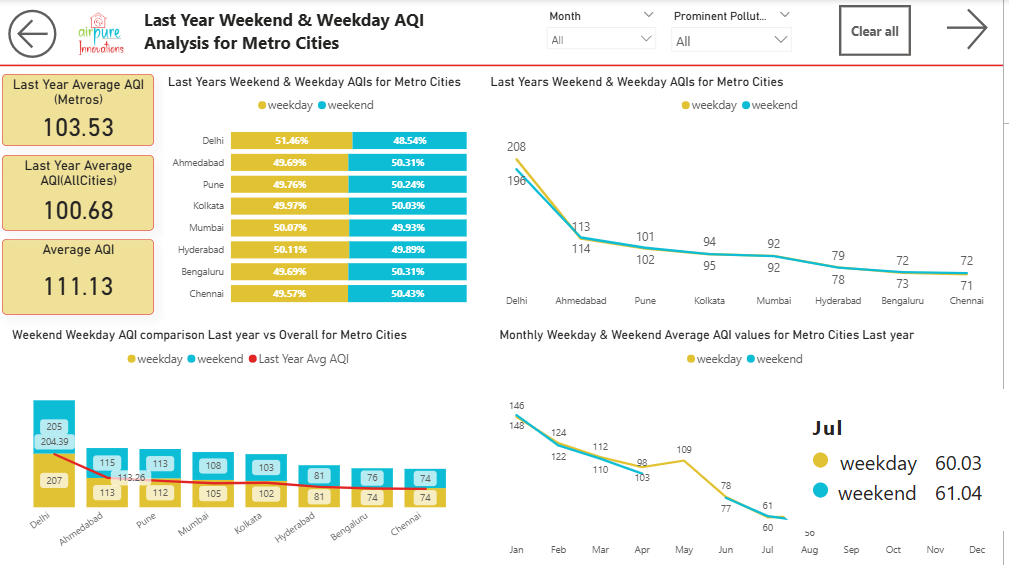 Last Year Weekend & Weekday AQI
Analysis for Metro Cities
airpure
Innovations
Month
All
Prominent Pollut...
All
Clear all
Last Year Average AQI
(Metros)
103.53
Last Year Average
AQI(AllCities)
100.68
Average AQI
111.13
Last Years Weekend & Weekday AQIs for Metro Cities
weekday weekend
Delhi 51.46% 48.54%
Ahmedabad 49.69% 50.31%
Pune 49.76% 50.24%
Kolkata 49.97% 50.03%
Mumbai 50.07% 49.93%
Hyderabad 50.11% 49.89%
Bengaluru 49.69% 50.31%
Chennai 49.57% 50.43%
Last Years Weekend & Weekday AQIs for Metro Cities
weekday weekend
208 113 101 94 92 79 72 72
196 114 102 95 92 78 73 71
Delhi Ahmedabad Pune Kolkata Mumbai Hyderabad Bengaluru Chennai
Weekend Weekday AQI comparison Last year vs Overall for Metro Cities
weekday weekend Last Year Avg AQI
205 115 113 108 103 81 76 74
204.39 113.26
207 113 112 105 102 81 74 74
Delhi Ahmedabad Pune Mumbai Kolkata Hyderabad Bengaluru Chennai
Monthly Weekday & Weekend Average AQI values for Metro Cities Last year
weekday weekend
146 124 112 98 109 78 61
148 122 110 103 77 60 56
Jan Feb Mar Apr May Jun Jul Aug Sep Oct Nov Dec
Jul
weekday 60.03
weekend 61.04